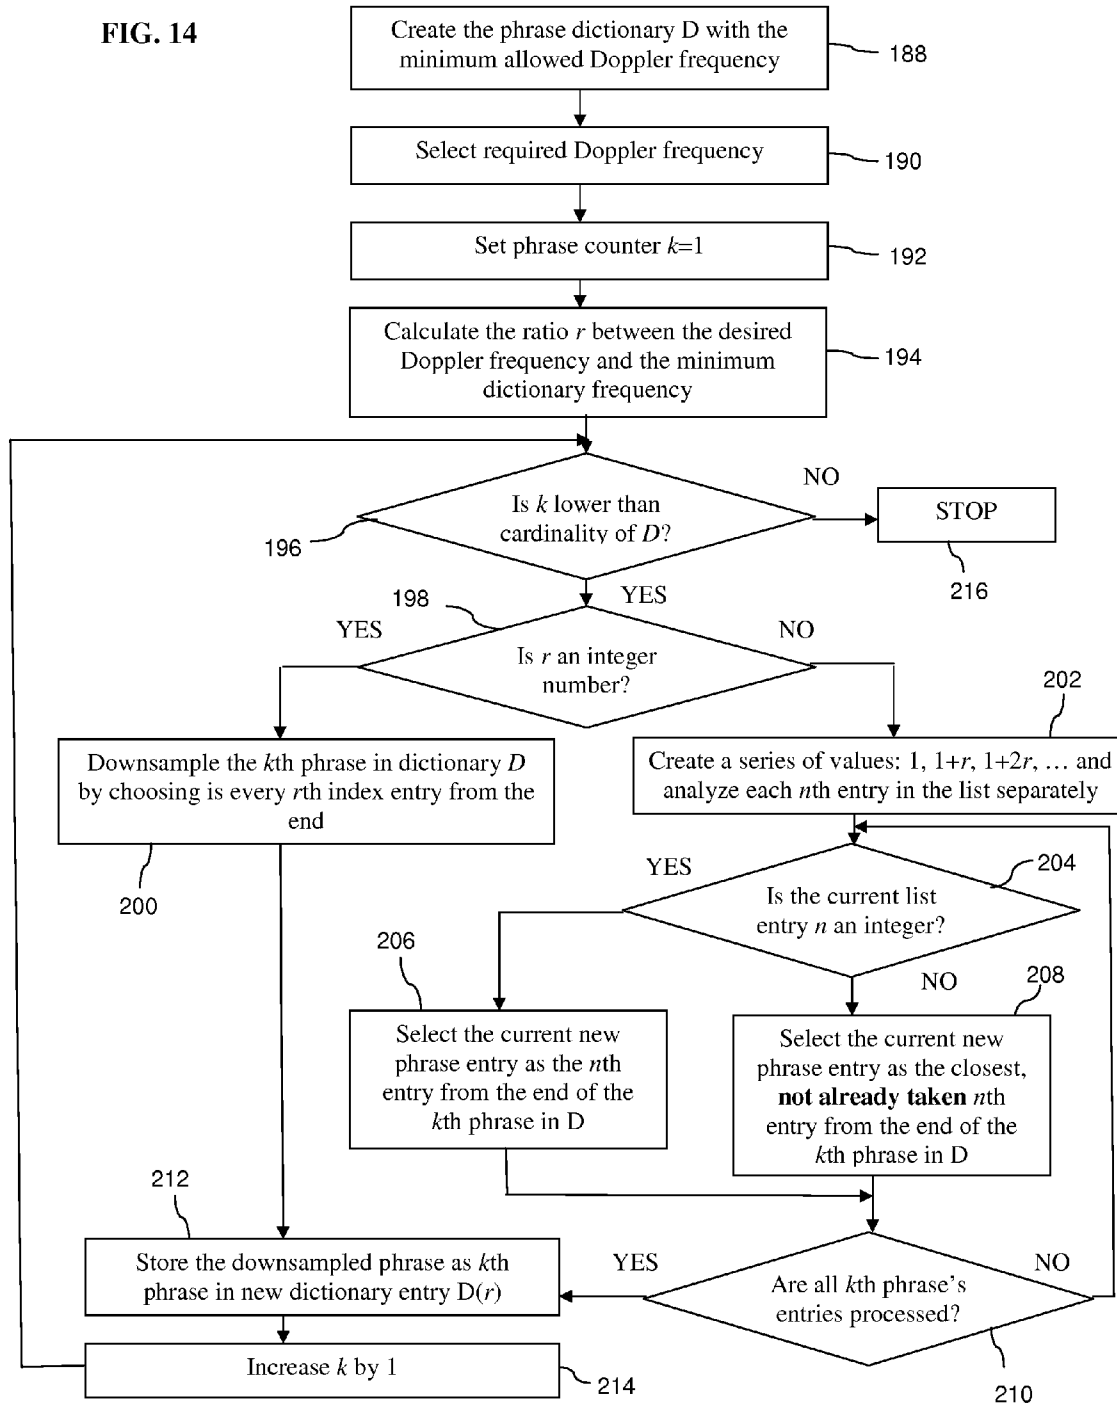 FIG. 14
Create the phrase dictionary D with the
minimum allowed Doppler frequency
188
Select required Doppler frequency
190
Set phrase counter k=1
192
Calculate the ratio r between the desired
Doppler frequency and the minimum
dictionary frequency
194
Is k lower than
cardinality of D?
196
NO
STOP
216
YES
198
YES
NO
Is r an integer
number?
202
Downsample the kth phrase in dictionary D
by choosing is every rth index entry from the
end
200
Create a series of values: 1, 1+r, 1+2r, … and
analyze each nth entry in the list separately
YES
204
Is the current list
entry n an integer?
206
NO
208
Select the current new
phrase entry as the nth
entry from the end of the
kth phrase in D
Select the current new
phrase entry as the closest,
not already taken nth
entry from the end of the
kth phrase in D
212
Store the downsampled phrase as kth
phrase in new dictionary entry D(r)
YES
NO
Are all kth phrase's
entries processed?
210
Increase k by 1
214